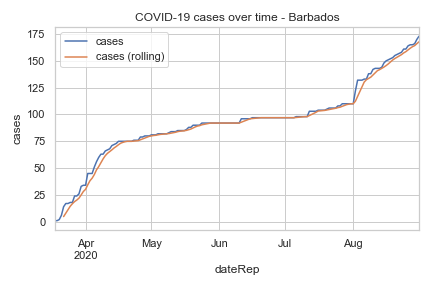 COVID-19 cases over time - Barbados
cases
cases (rolling)
175
150
125
100
75
50
25
0
cases
Apr
2020
May
Jun
Jul
Aug
dateRep